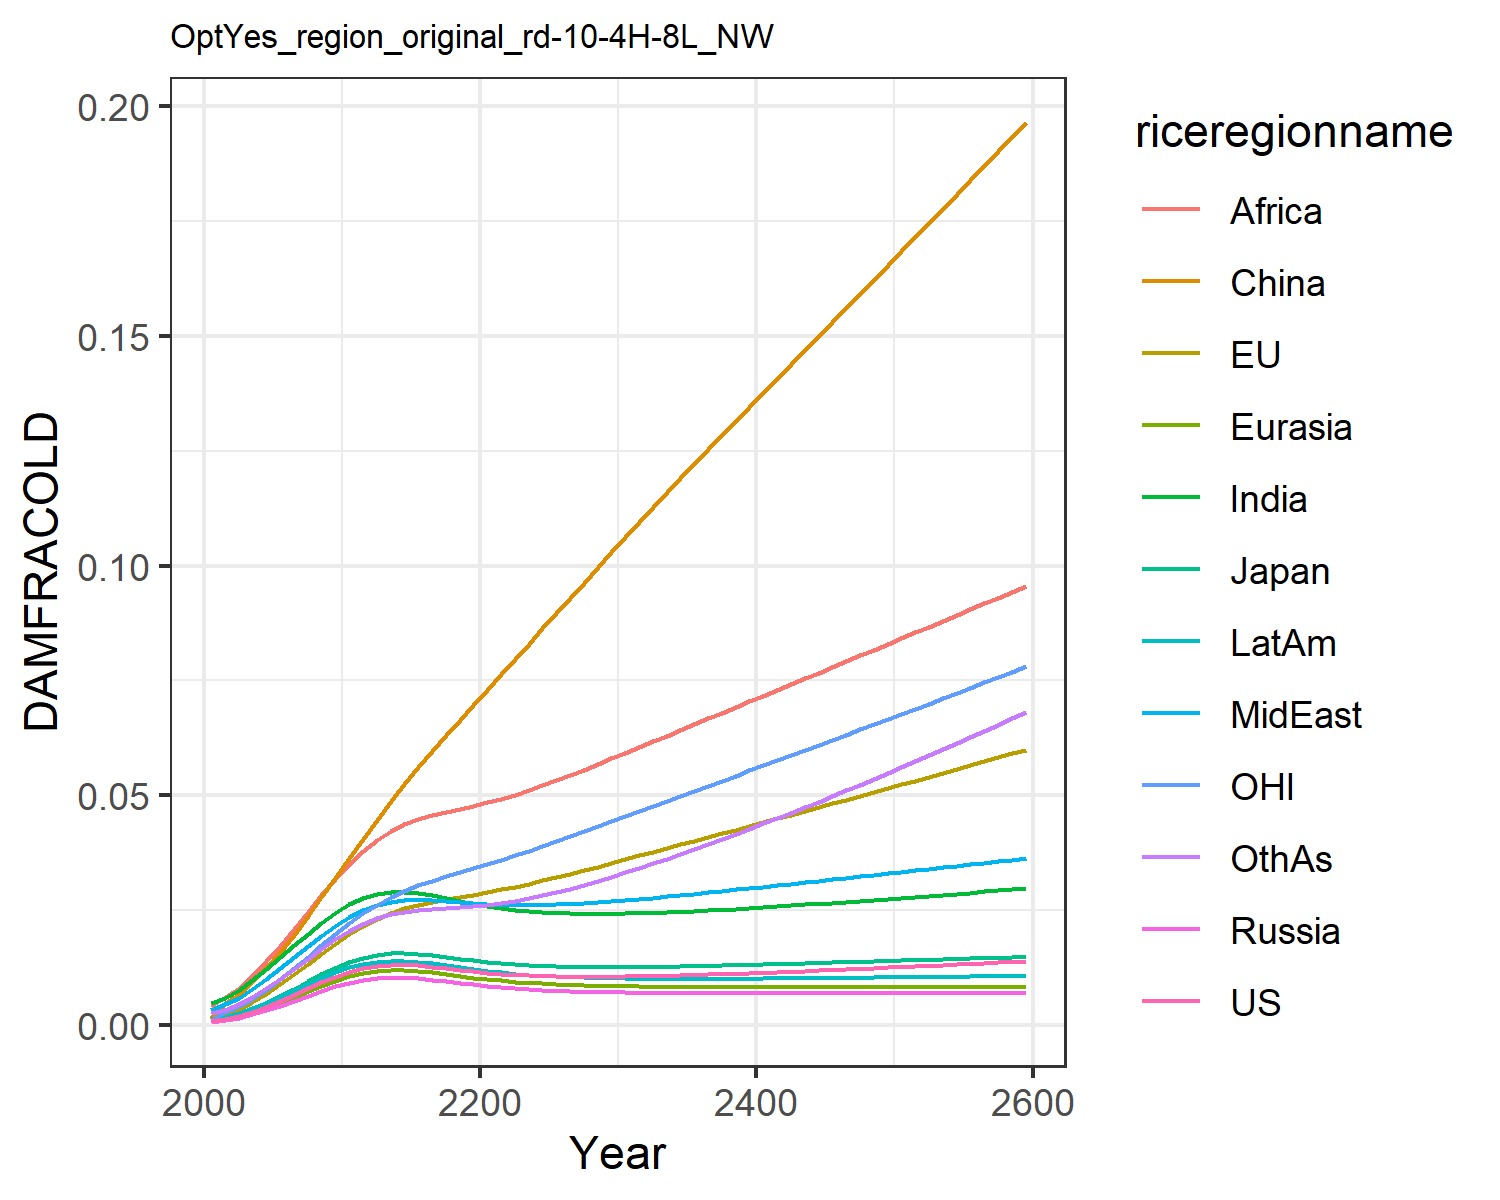 OptYes_region_original_rd-10-4H-8L_NW
0.20
0.15
0.10
0.05
0.00
DAMFRACOLD
2000 2200 2400 2600
Year
riceregionname
Africa
China
EU
Eurasia
India
Japan
LatAm
MidEast
OHI
OthAs
Russia
US